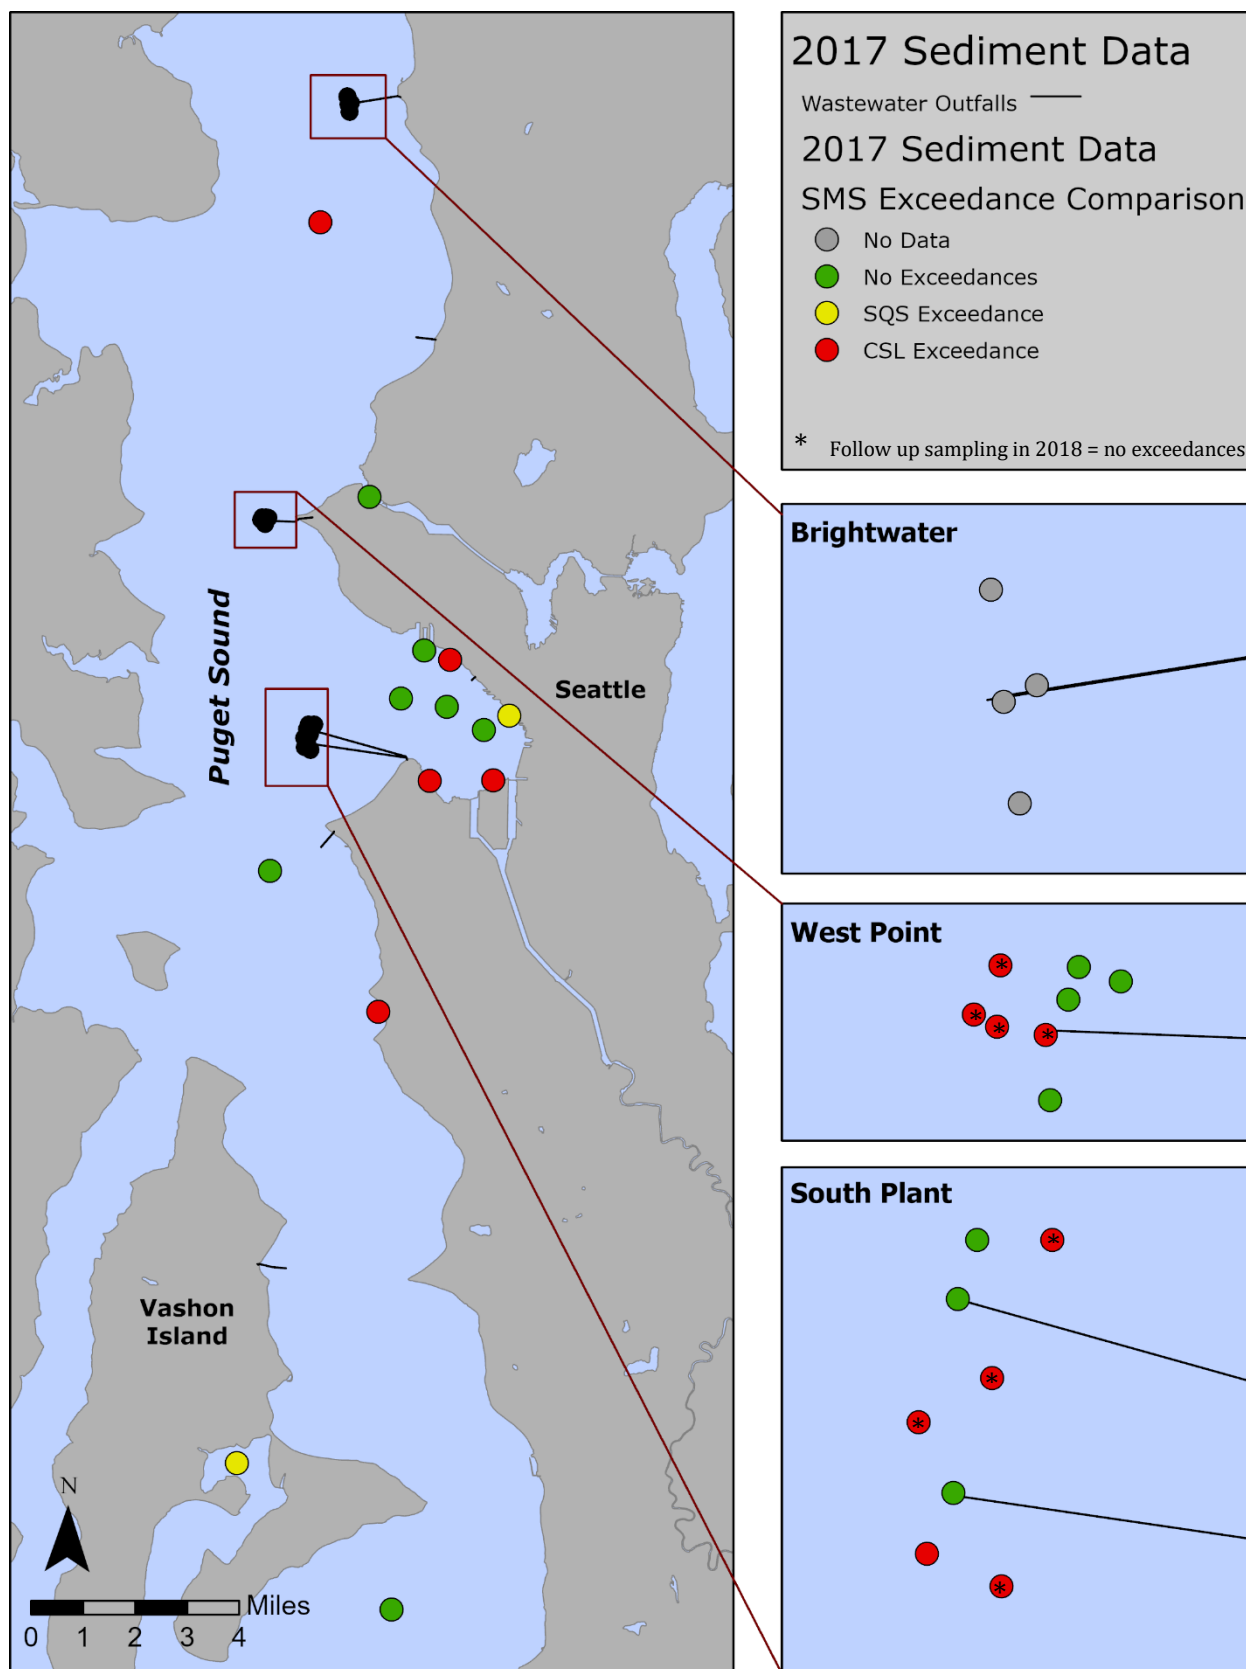 2017 Sediment Data
Wastewater Outfalls
2017 Sediment Data
SMS Exceedance Comparison
No Data
No Exceedances
SQS Exceedance
CSL Exceedance
* Follow up sampling in 2018 = no exceedances
Puget Sound
Seattle
Vashon
Island
N
Miles
0 1 2 3 4
Brightwater
West Point
*
*
*
*
South Plant
*
*
*
*